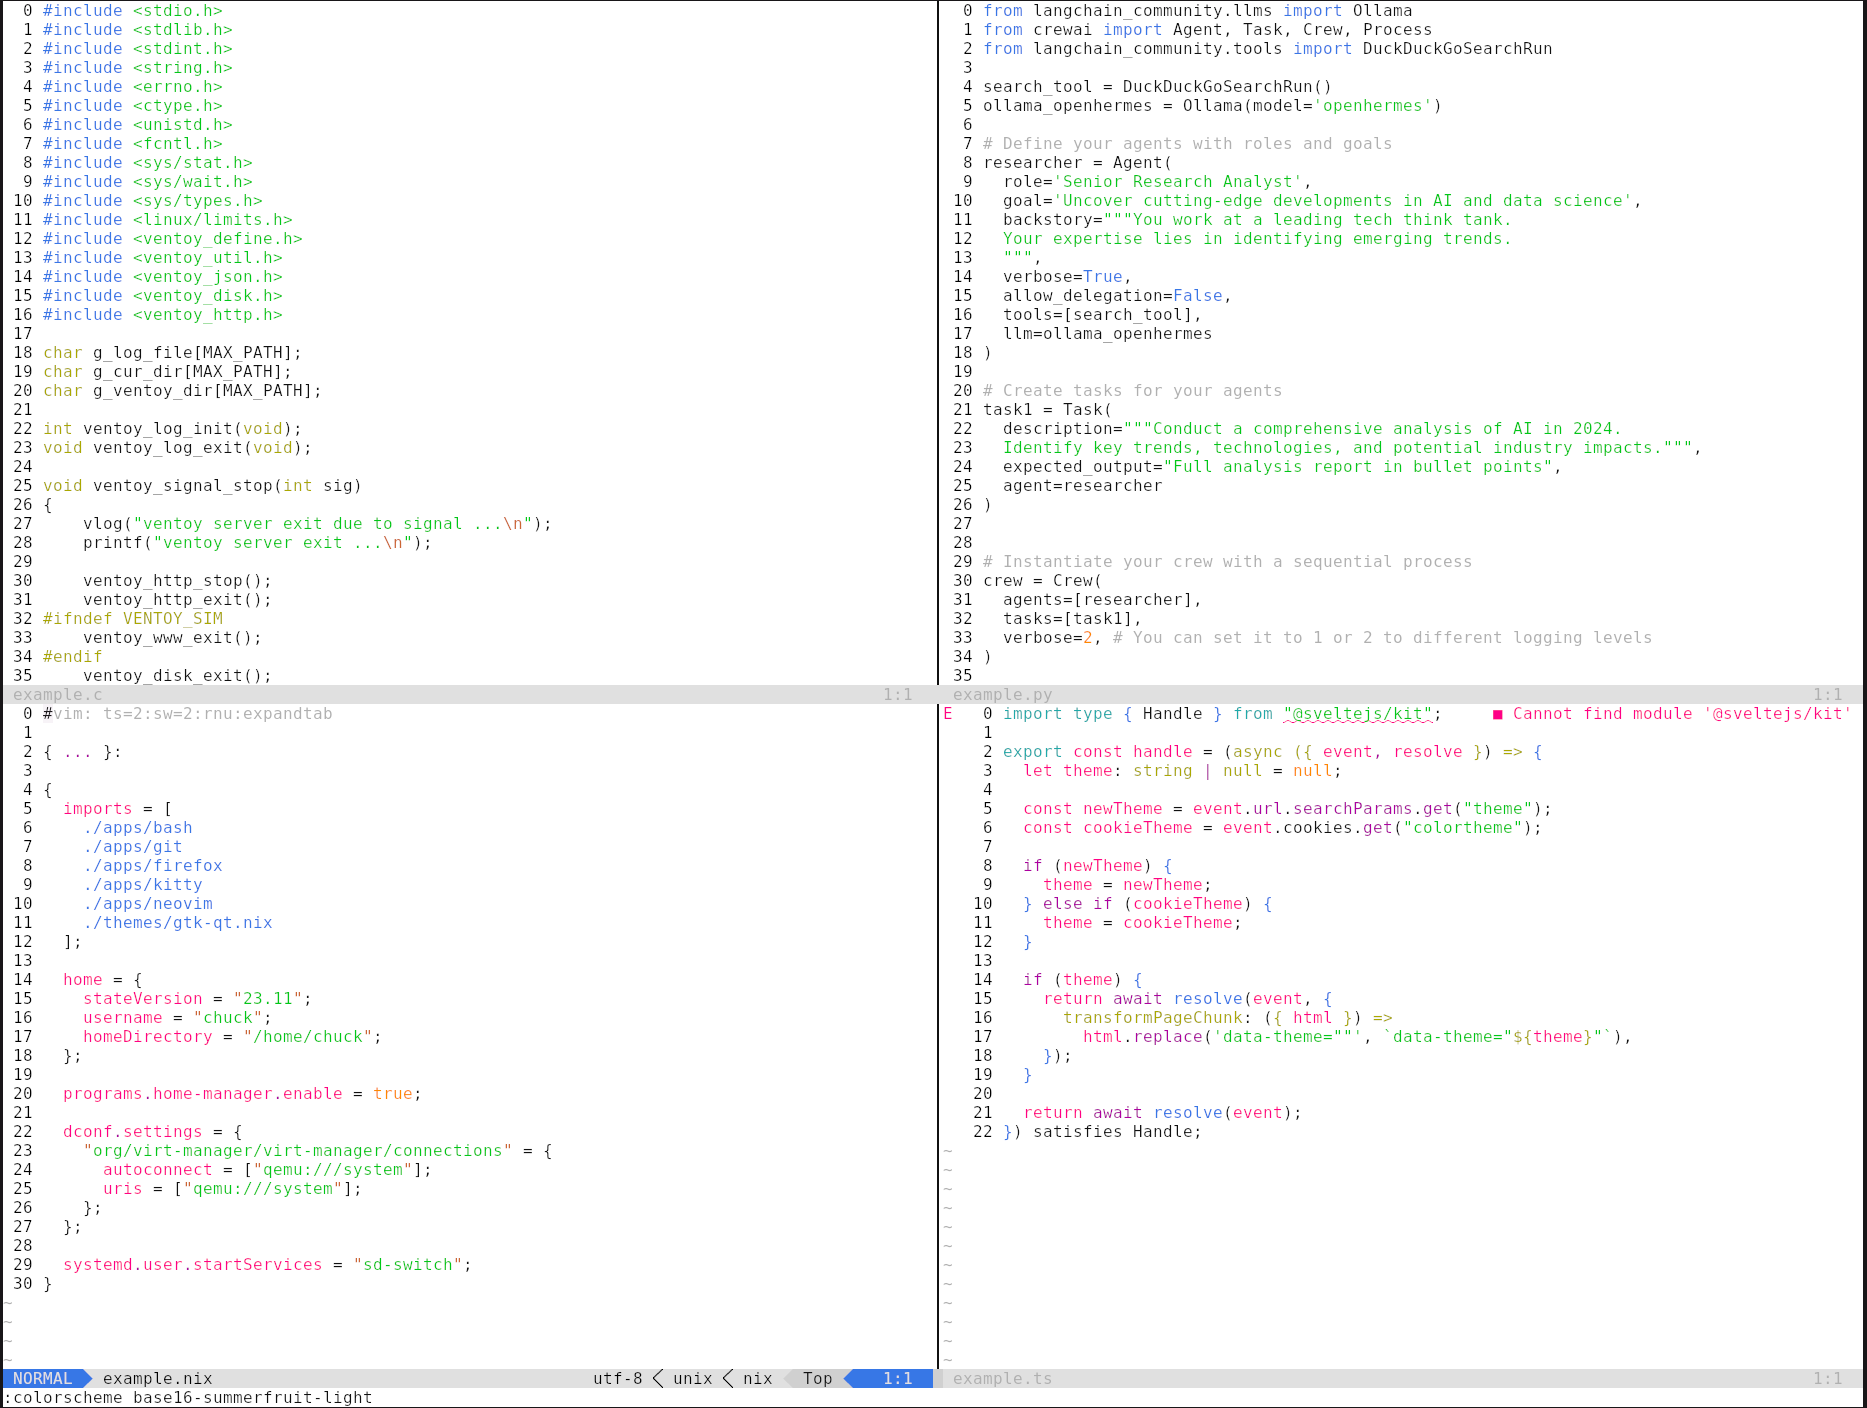 0 #include <stdio.h>
1 #include <stdlib.h>
2 #include <stdint.h>
3 #include <string.h>
4 #include <errno.h>
5 #include <ctype.h>
6 #include <unistd.h>
7 #include <fcntl.h>
8 #include <sys/stat.h>
9 #include <sys/wait.h>
10 #include <sys/types.h>
11 #include <linux/limits.h>
12 #include <ventoy_define.h>
13 #include <ventoy_util.h>
14 #include <ventoy_json.h>
15 #include <ventoy_disk.h>
16 #include <ventoy_http.h>
17
18 char g_log_file[MAX_PATH];
19 char g_cur_dir[MAX_PATH];
20 char g_ventoy_dir[MAX_PATH];
21
22 int ventoy_log_init(void);
23 void ventoy_log_exit(void);
24
25 void ventoy_signal_stop(int sig)
26 {
27     vlog("ventoy server exit due to signal ...\n");
28     printf("ventoy server exit ...\n");
29
30     ventoy_http_stop();
31     ventoy_http_exit();
32 #ifndef VENTOY_SIM
33     ventoy_www_exit();
34 #endif
35     ventoy_disk_exit();
example.c 1:1
0 from langchain_community.llms import Ollama
1 from crewai import Agent, Task, Crew, Process
2 from langchain_community.tools import DuckDuckGoSearchRun
3
4 search_tool = DuckDuckGoSearchRun()
5 ollama_openhermes = Ollama(model='openhermes')
6
7 # Define your agents with roles and goals
8 researcher = Agent(
9   role='Senior Research Analyst',
10   goal='Uncover cutting-edge developments in AI and data science',
11   backstory="""You work at a leading tech think tank.
12   Your expertise lies in identifying emerging trends.
13   """,
14   verbose=True,
15   allow_delegation=False,
16   tools=[search_tool],
17   llm=ollama_openhermes
18 )
19
20 # Create tasks for your agents
21 task1 = Task(
22   description="""Conduct a comprehensive analysis of AI in 2024.
23   Identify key trends, technologies, and potential industry impacts.""",
24   expected_output="Full analysis report in bullet points",
25   agent=researcher
26 )
27
28
29 # Instantiate your crew with a sequential process
30 crew = Crew(
31   agents=[researcher],
32   tasks=[task1],
33   verbose=2, # You can set it to 1 or 2 to different logging levels
34 )
35
example.py 1:1
0 #vim: ts=2:sw=2:rnu:expandtab
1
2 { ... }:
3
4 {
5   imports = [
6     ./apps/bash
7     ./apps/git
8     ./apps/firefox
9     ./apps/kitty
10     ./apps/neovim
11     ./themes/gtk-qt.nix
12   ];
13
14   home = {
15     stateVersion = "23.11";
16     username = "chuck";
17     homeDirectory = "/home/chuck";
18   };
19
20   programs.home-manager.enable = true;
21
22   dconf.settings = {
23     "org/virt-manager/virt-manager/connections" = {
24       autoconnect = ["qemu:///system"];
25       uris = ["qemu:///system"];
26     };
27   };
28
29   systemd.user.startServices = "sd-switch";
30 }
~
~
~
~
NORMAL example.nix utf-8 unix nix Top 1:1
E 0 import type { Handle } from "@sveltejs/kit"; ■ Cannot find module '@sveltejs/kit'
1
2 export const handle = (async ({ event, resolve }) => {
3   let theme: string | null = null;
4
5   const newTheme = event.url.searchParams.get("theme");
6   const cookieTheme = event.cookies.get("colortheme");
7
8   if (newTheme) {
9     theme = newTheme;
10   } else if (cookieTheme) {
11     theme = cookieTheme;
12   }
13
14   if (theme) {
15     return await resolve(event, {
16       transformPageChunk: ({ html }) =>
17         html.replace('data-theme=""', `data-theme="${theme}"`),
18     });
19   }
20
21   return await resolve(event);
22 }) satisfies Handle;
~
~
~
~
~
~
~
~
~
~
~
~
example.ts 1:1
:colorscheme base16-summerfruit-light